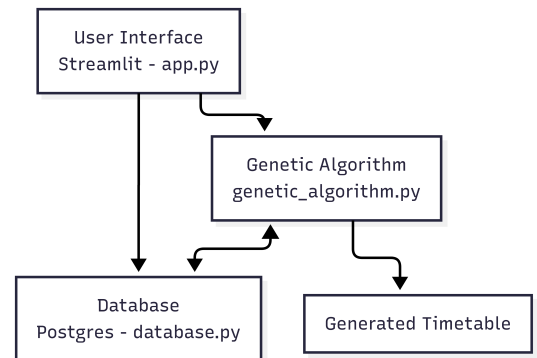 User Interface
Streamlit - app.py
Genetic Algorithm
genetic_algorithm.py
Database
Postgres - database.py
Generated Timetable